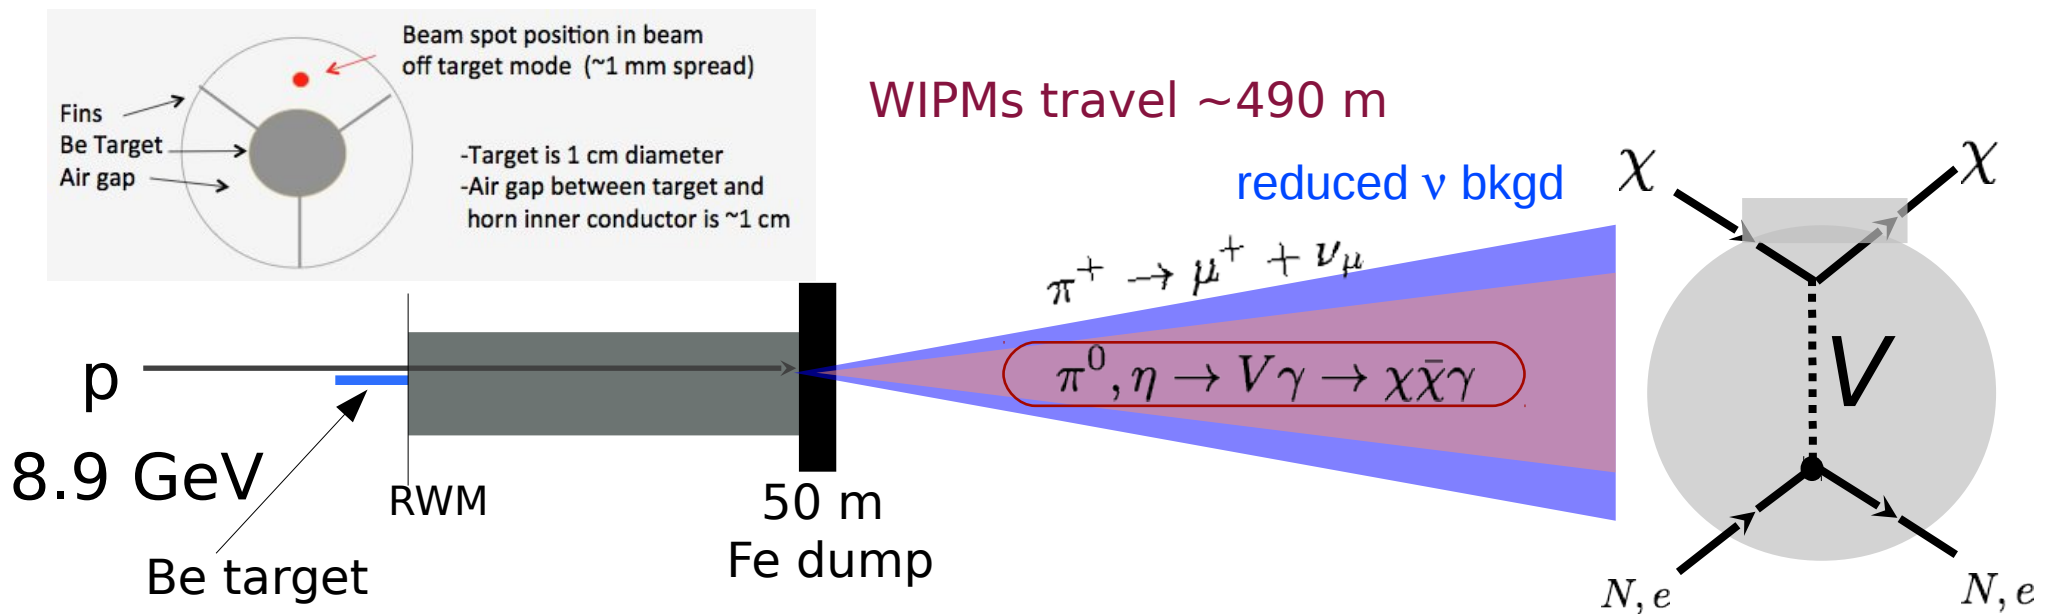 Beam spot position in beam
off target mode (~1 mm spread)
Fins
Be Target
Air gap
-Target is 1 cm diameter
-Air gap between target and
horn inner conductor is ~1 cm
WIPMs travel ~490 m
reduced ν bkgd
π⁺ → μ⁺ + ν_μ
π⁰, η → Vγ → χχ̄γ
p
8.9 GeV
RWM
Be target
50 m
Fe dump
χ
χ
V
N, e
N, e